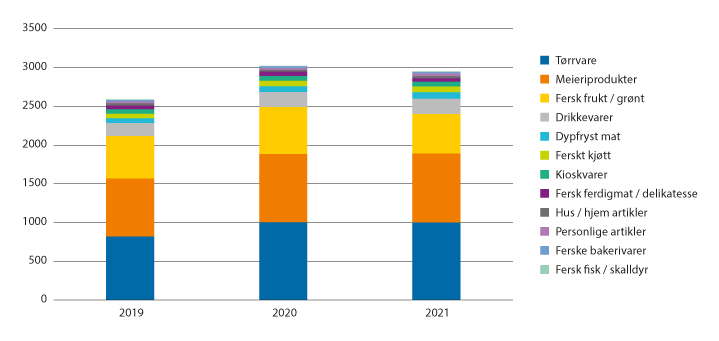 3500
3000
2500
2000
1500
1000
500
0
2019
2020
2021
Tørrvare
Meieriprodukter
Fersk frukt / grønt
Drikkevarer
Dypfryst mat
Ferskt kjøtt
Kioskvarer
Fersk ferdigmat / delikatesse
Hus / hjem artikler
Personlige artikler
Ferske bakerivarer
Fersk fisk / skalldyr